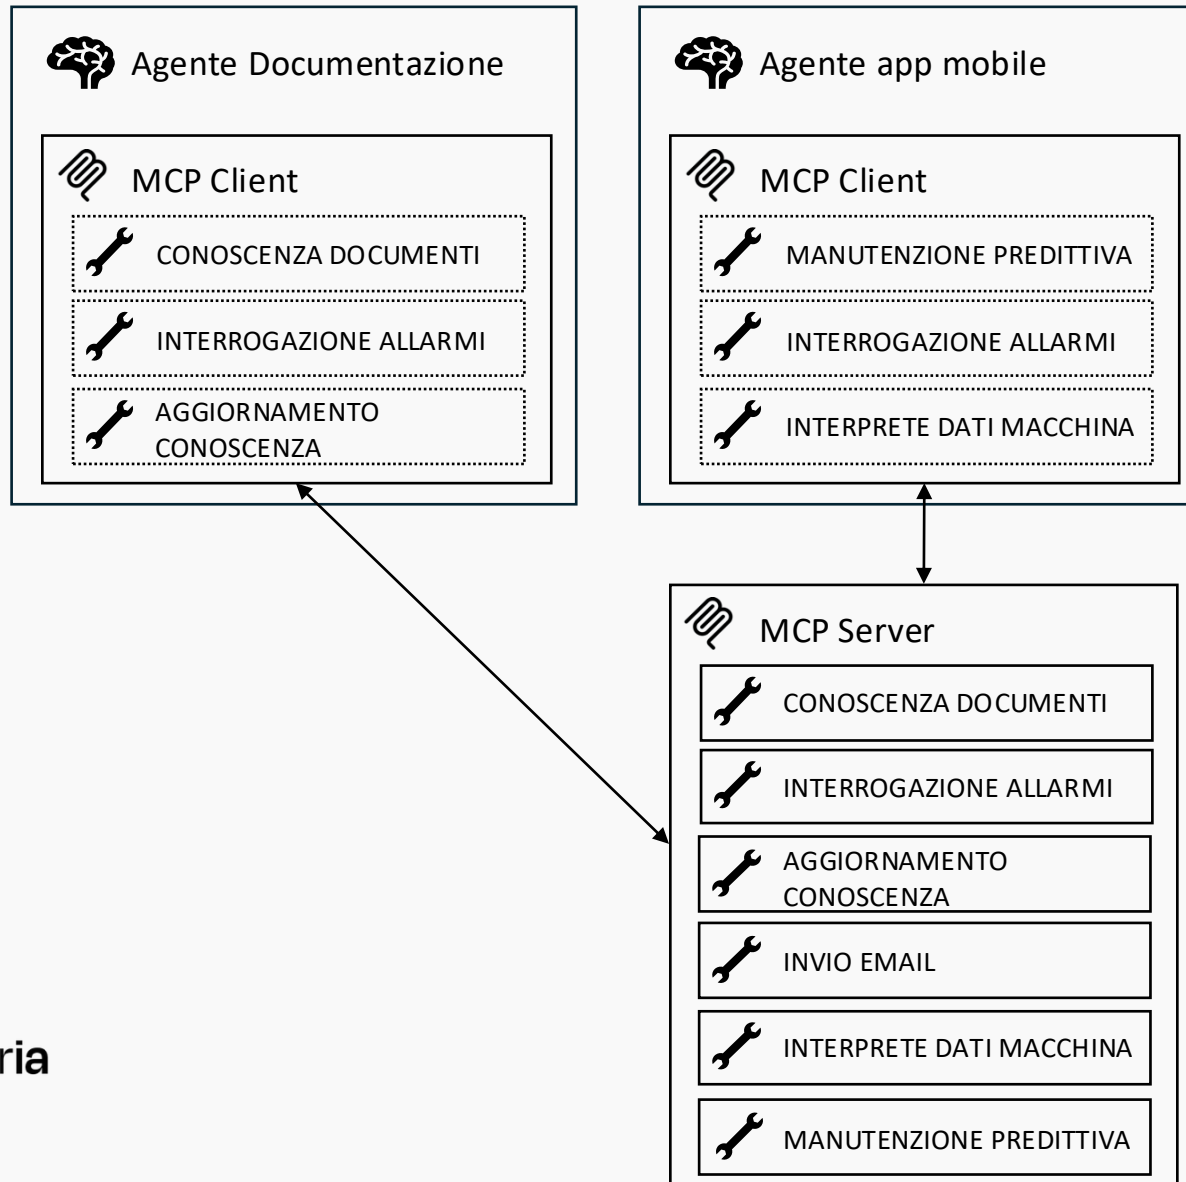 Agente Documentazione
MCP Client
CONOSCENZA DOCUMENTI
INTERROGAZIONE ALLARMI
AGGIORNAMENTO
CONOSCENZA
Agente app mobile
MCP Client
MANUTENZIONE PREDITTIVA
INTERROGAZIONE ALLARMI
INTERPRETE DATI MACCHINA
MCP Server
CONOSCENZA DOCUMENTI
INTERROGAZIONE ALLARMI
AGGIORNAMENTO
CONOSCENZA
INVIO EMAIL
INTERPRETE DATI MACCHINA
MANUTENZIONE PREDITTIVA
ria